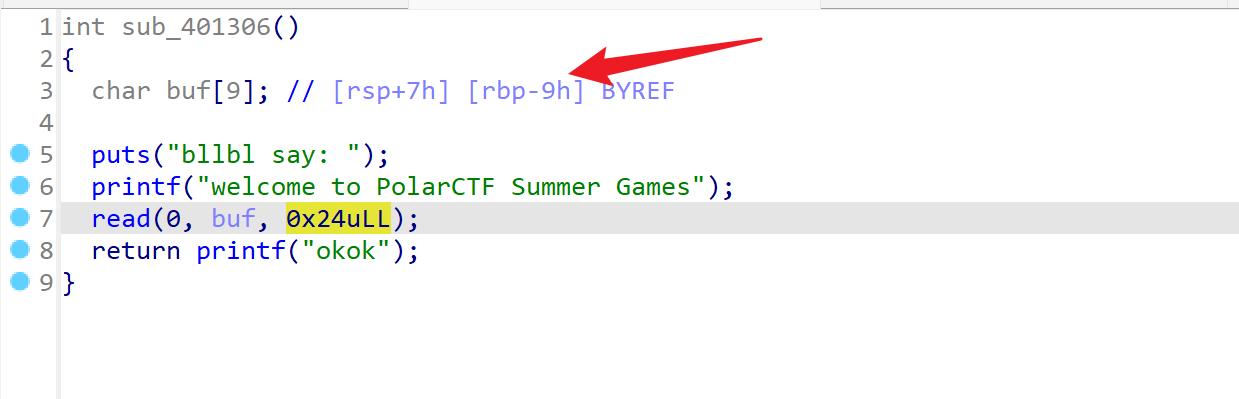 1 int sub_401306()
2 {
3   char buf[9]; // [rsp+7h] [rbp-9h] BYREF
4
5   puts("bllbl say: ");
6   printf("welcome to PolarCTF Summer Games");
7   read(0, buf, 0x24uLL);
8   return printf("okok");
9 }